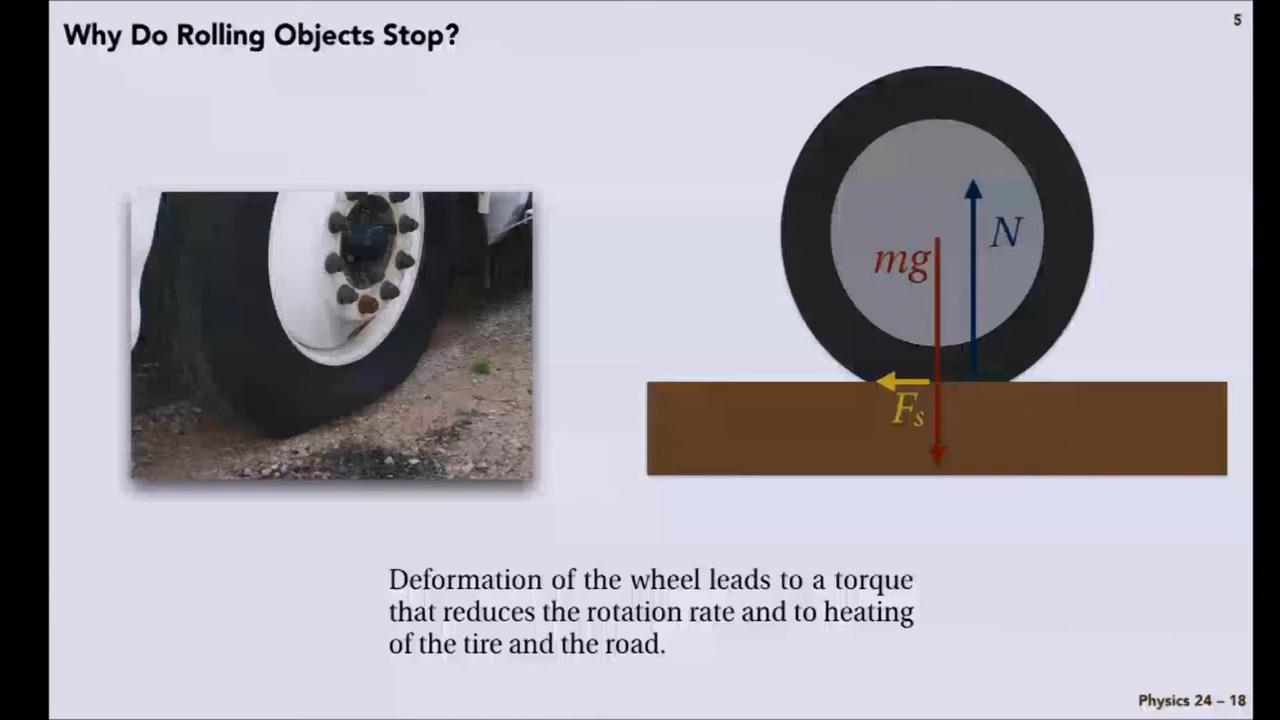 Why Do Rolling Objects Stop?
5
mg
N
Fs
Deformation of the wheel leads to a torque
that reduces the rotation rate and to heating
of the tire and the road.
Physics 24 – 18